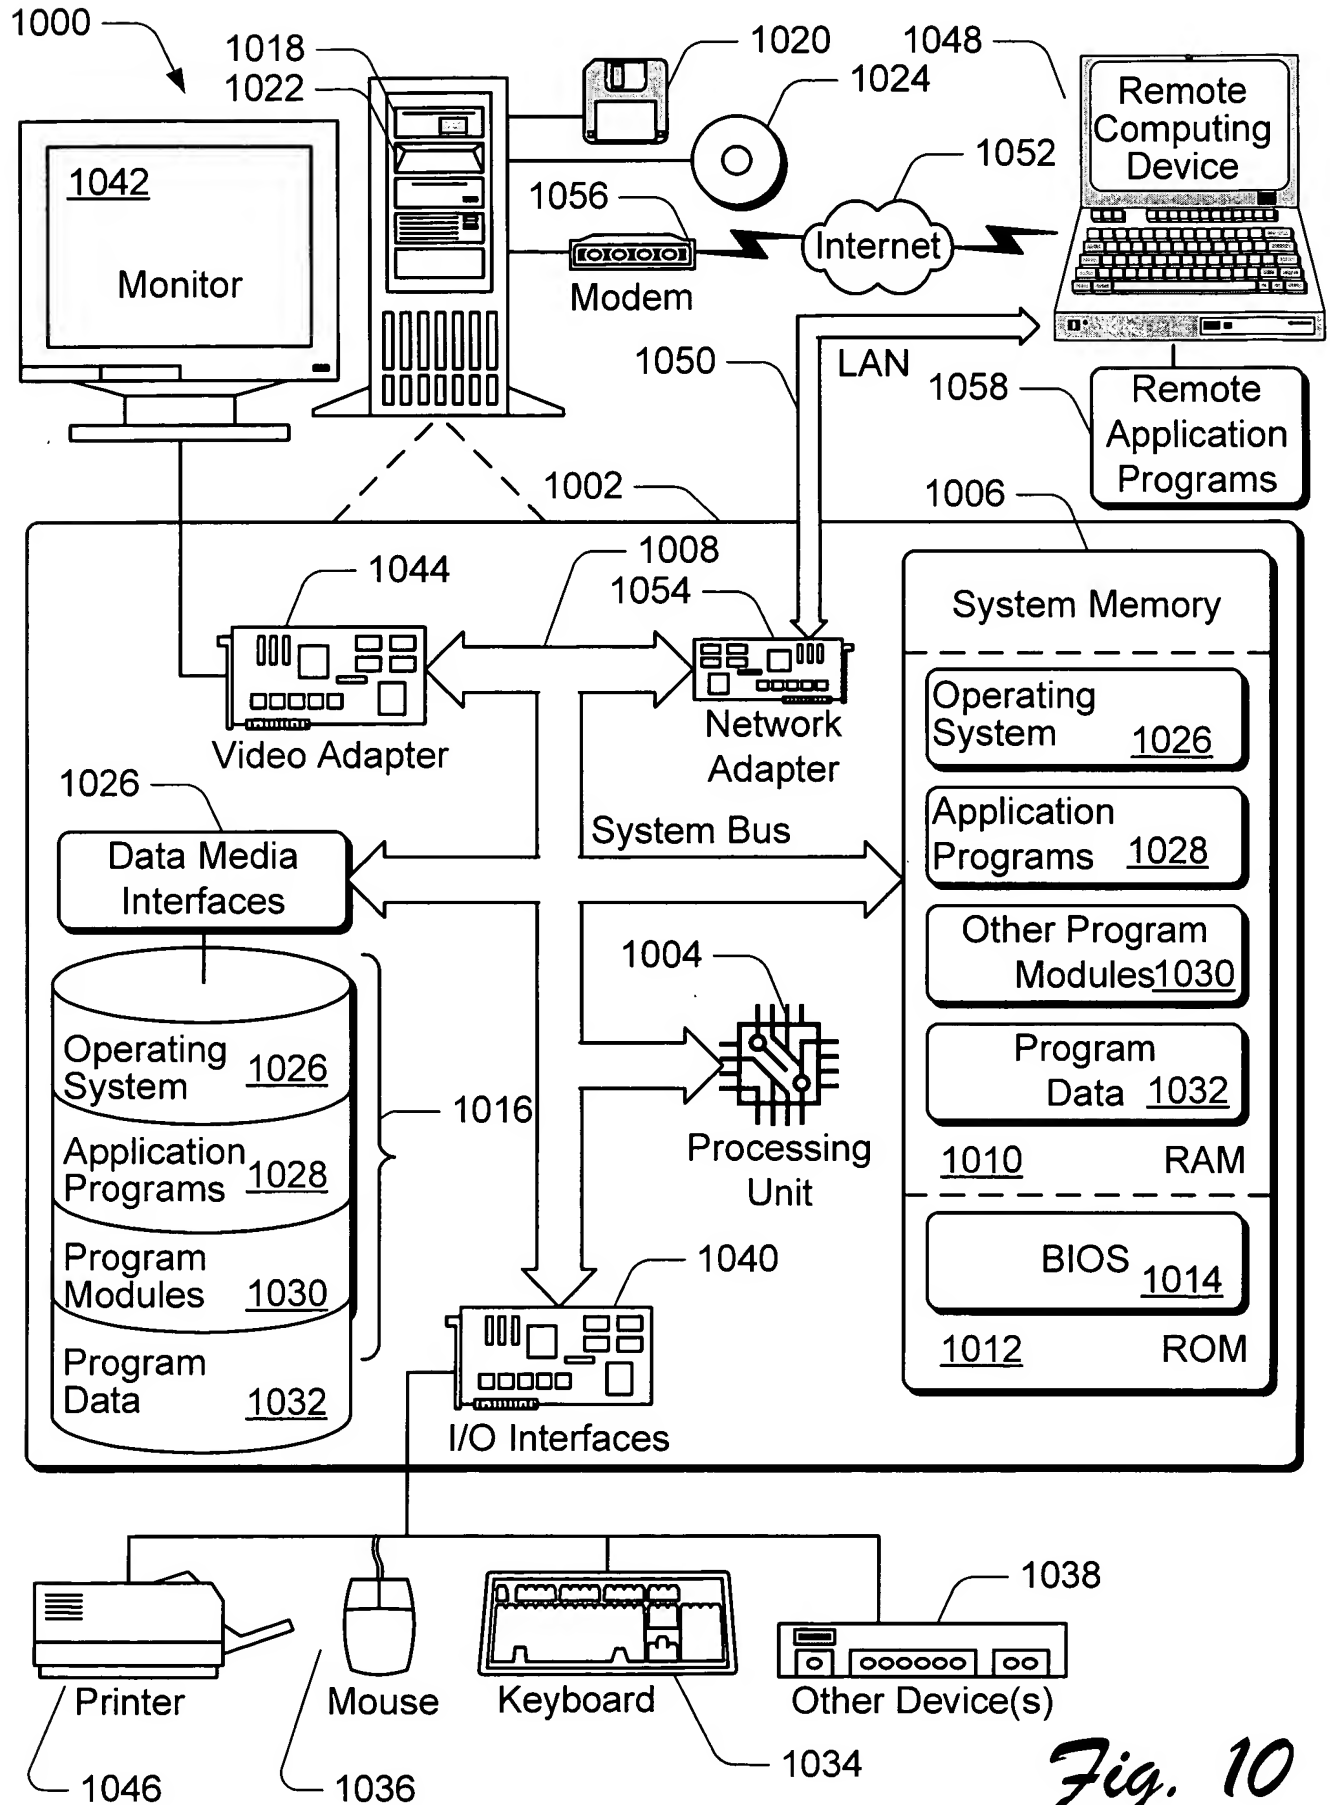 1000
1018
1022
1020
1024
1048
Remote
Computing
Device
1042
Monitor
1056
Modem
1052
Internet
1050
LAN
1058
Remote
Application
Programs
1002
1006
1044
1008
1054
System Memory
Video Adapter
Network
Adapter
Operating
System 1026
1026
Data Media
Interfaces
System Bus
Application
Programs 1028
Other Program
Modules 1030
1004
Processing
Unit
Program
Data 1032
1010 RAM
Operating
System 1026
Application
Programs 1028
Program
Modules 1030
Program
Data 1032
1016
BIOS 1014
1012 ROM
1040
I/O Interfaces
Printer
Mouse
Keyboard
1038
Other Device(s)
1046
1036
1034
Fig. 10